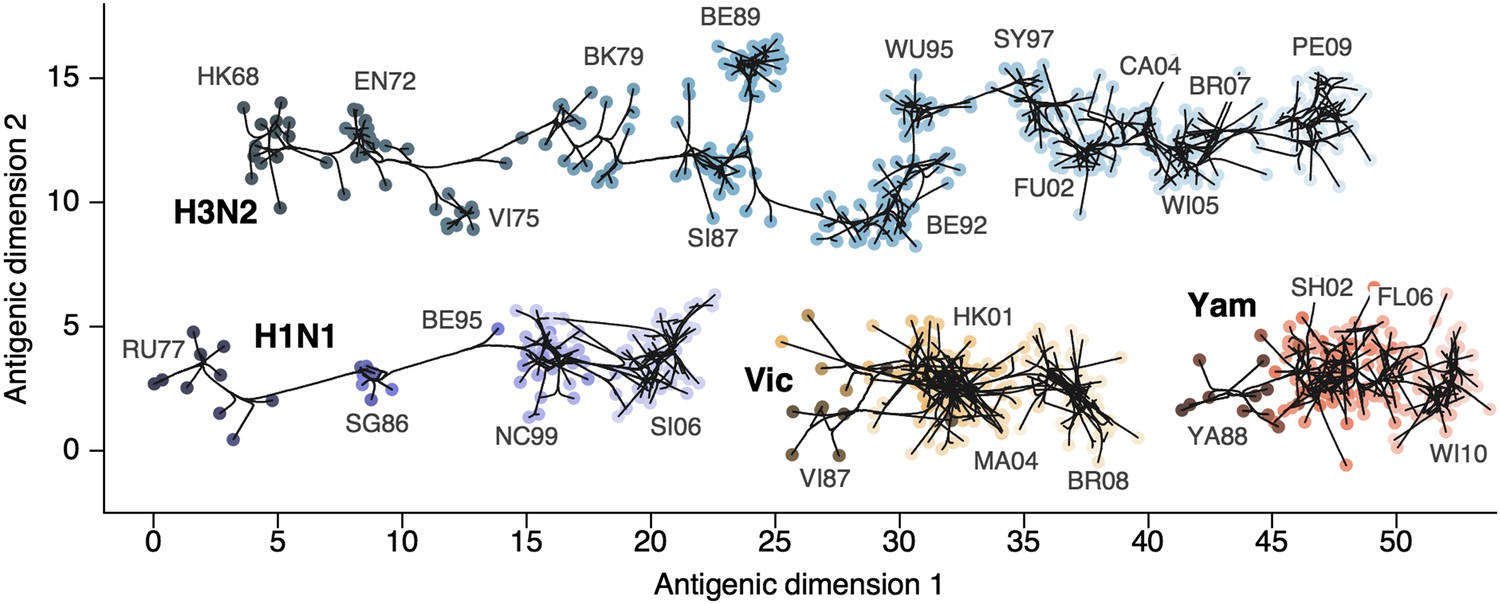 BE89
HK68
EN72
BK79
WU95
SY97
CA04
BR07
PE09
15
10
H3N2
VI75
SI87
BE92
FU02
WI05
Antigenic dimension 2
5
0
RU77
H1N1
BE95
SG86
NC99
SI06
HK01
Vic
VI87
MA04
BR08
Yam
SH02
FL06
YA88
WI10
0 5 10 15 20 25 30 35 40 45 50
Antigenic dimension 1